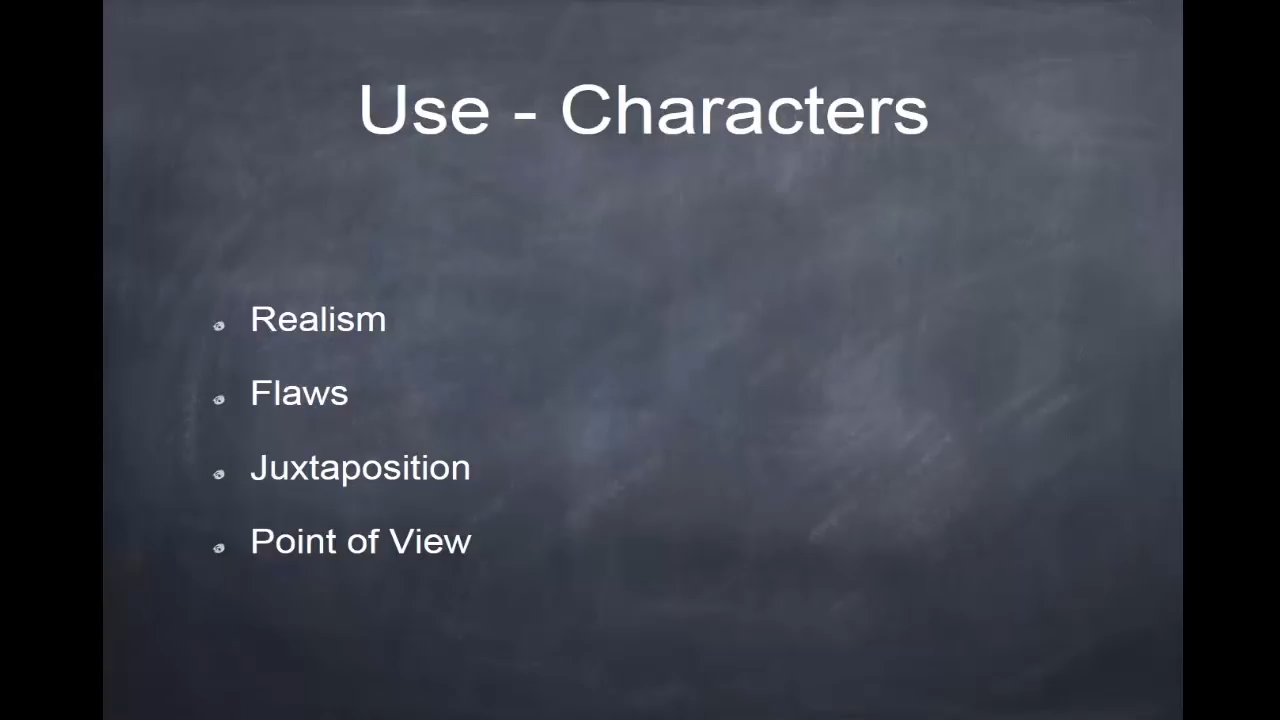 Use - Characters
Realism
Flaws
Juxtaposition
Point of View